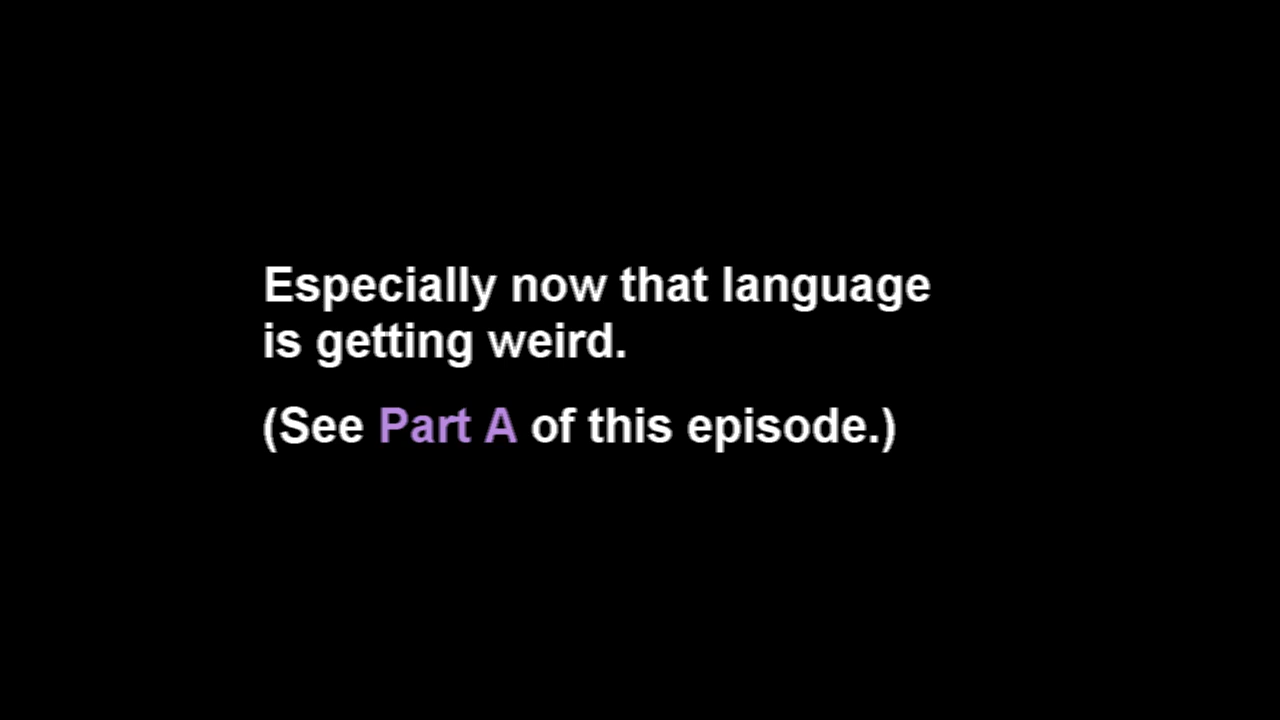 Especially now that language
is getting weird.
(See Part A of this episode.)